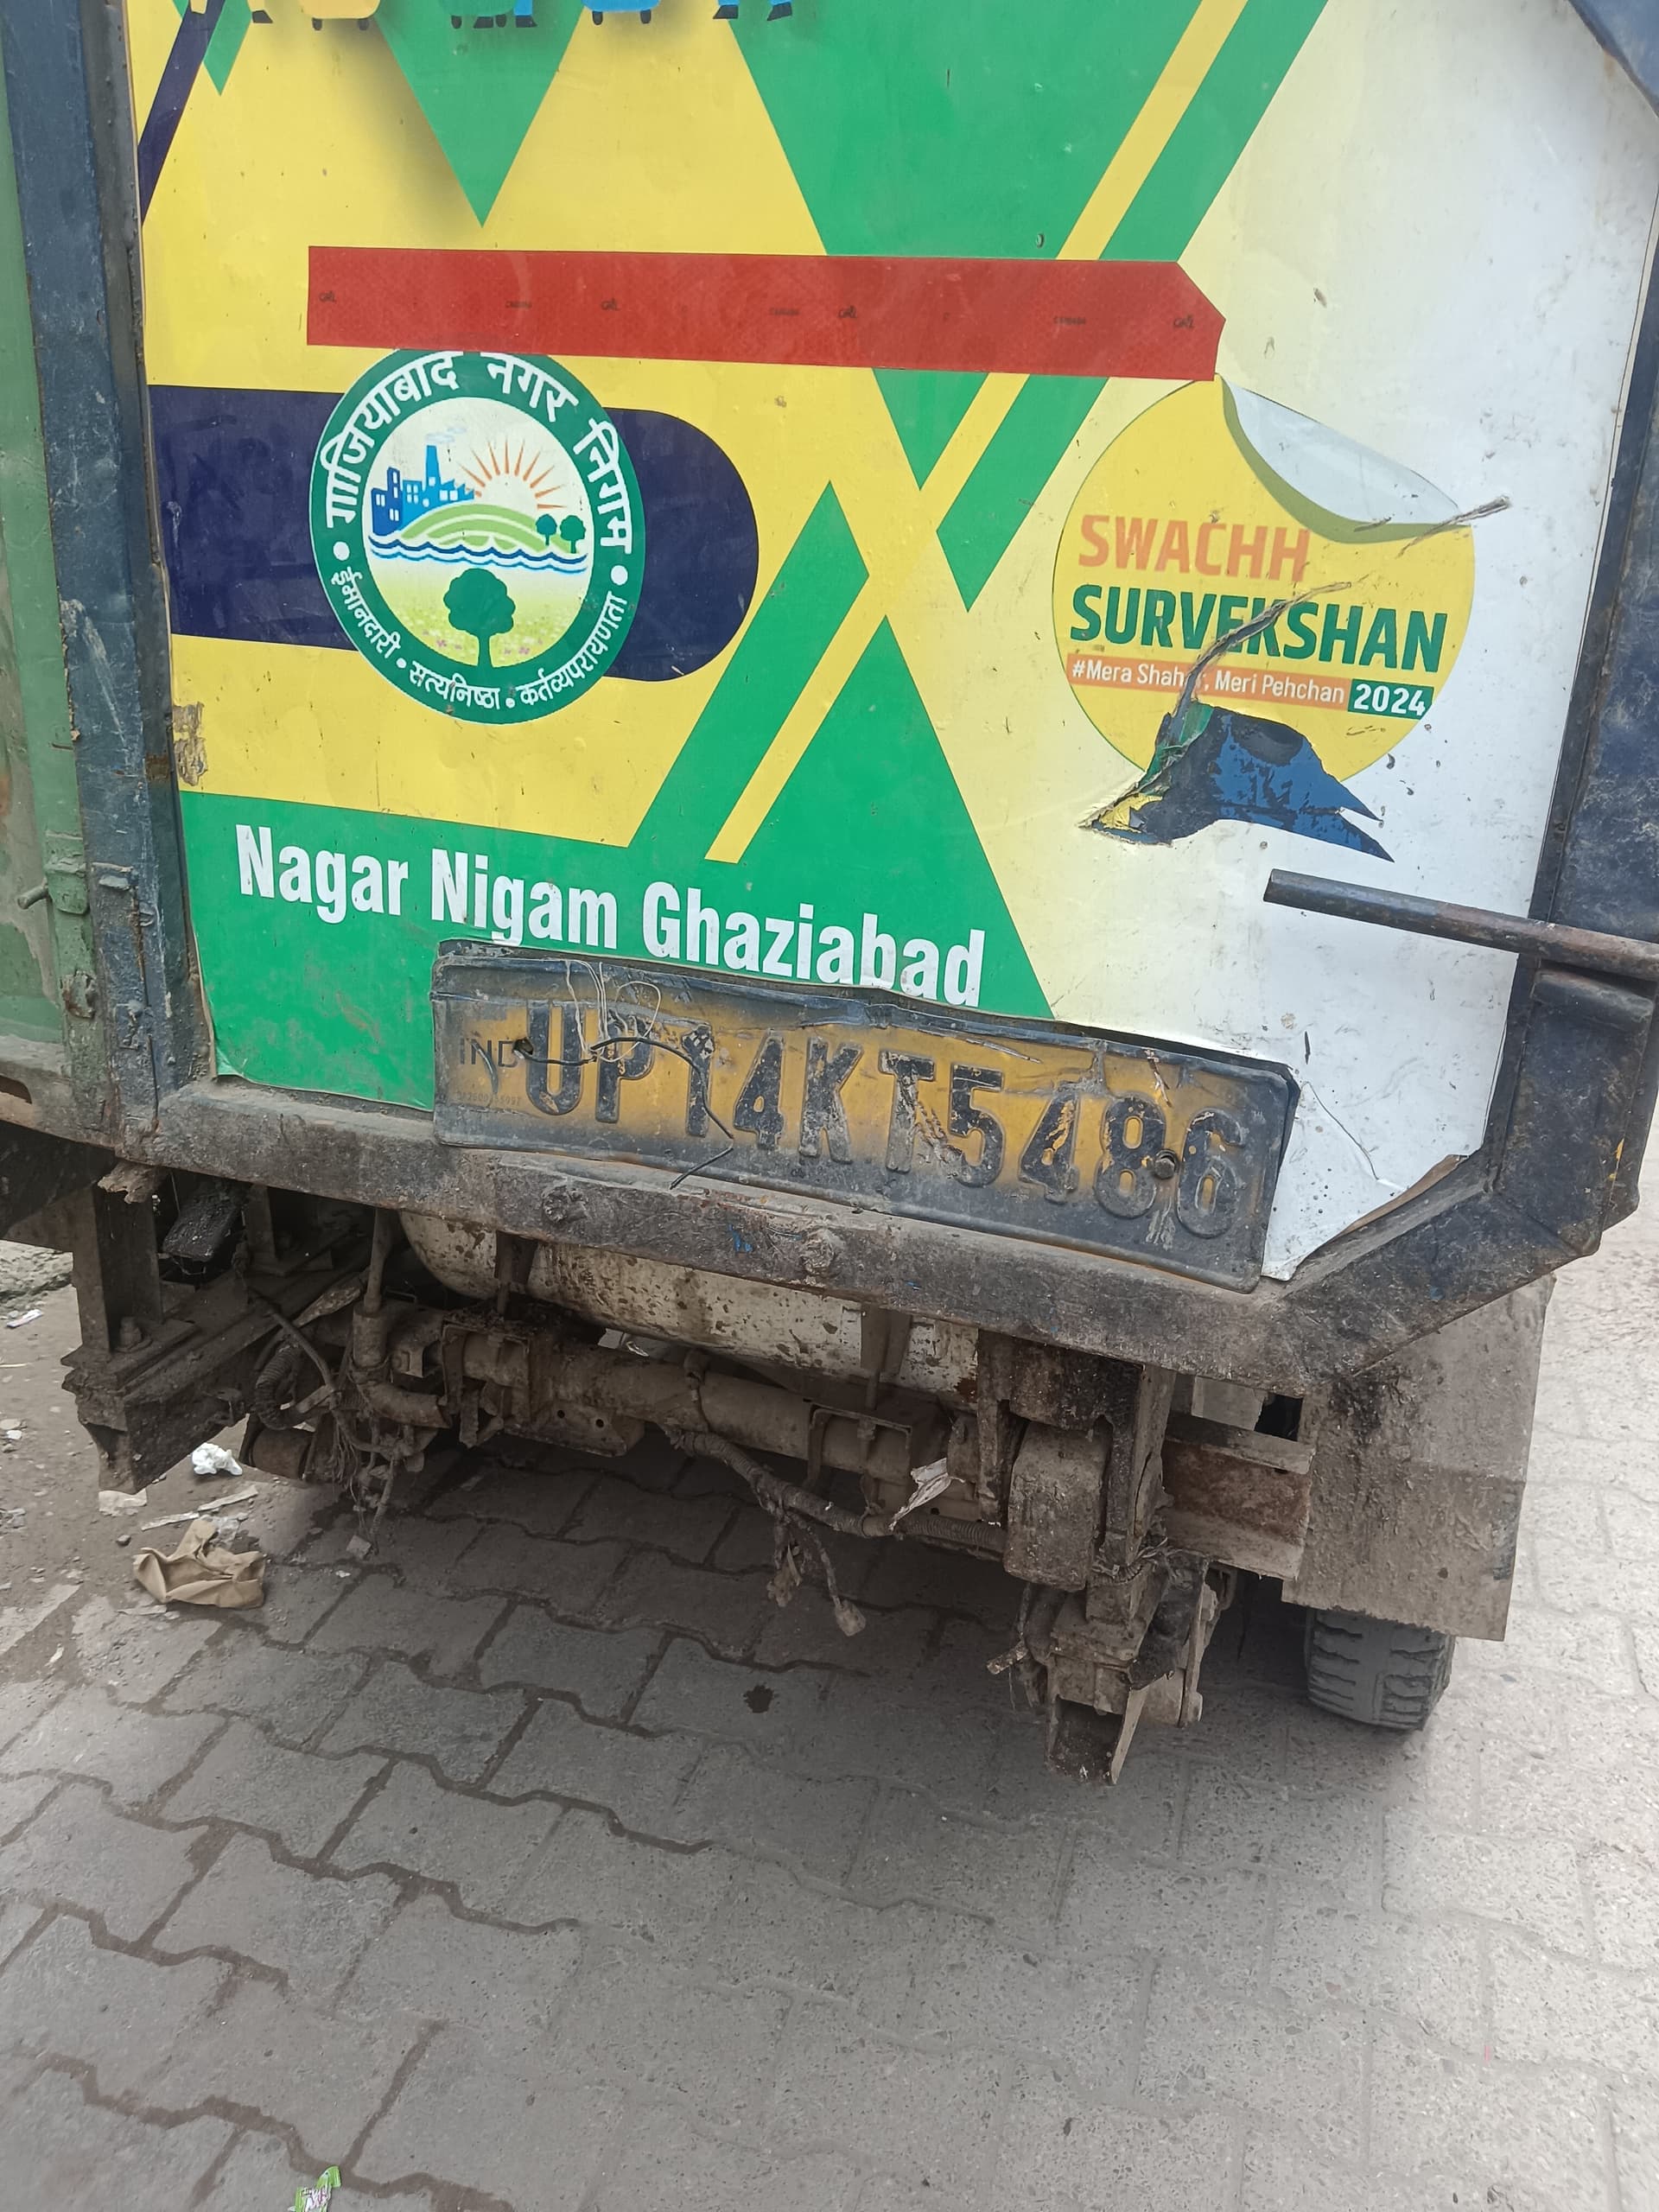 गाजियाबाद नगर निगम
ईमानदारी • सत्यनिष्ठा • कर्तव्यपरायणता
SWACHH
SURVEKSHAN
#Mera Shahar, Meri Pehchan 2024
Nagar Nigam Ghaziabad
IND
UP14KT5486